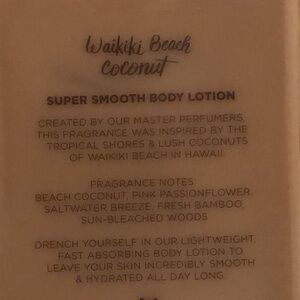 Waikiki Beach
Coconut
SUPER SMOOTH BODY LOTION
CREATED BY OUR MASTER PERFUMERS,
THIS FRAGRANCE WAS INSPIRED BY THE
TROPICAL SHORES & LUSH COCONUTS
OF WAIKIKI BEACH IN HAWAII.
FRAGRANCE NOTES
BEACH COCONUT, PINK PASSIONFLOWER,
SALTWATER BREEZE, FRESH BAMBOO,
SUN-BLEACHED WOODS
DRENCH YOURSELF IN OUR LIGHTWEIGHT,
FAST ABSORBING BODY LOTION TO
LEAVE YOUR SKIN INCREDIBLY SMOOTH
& HYDRATED ALL DAY LONG.